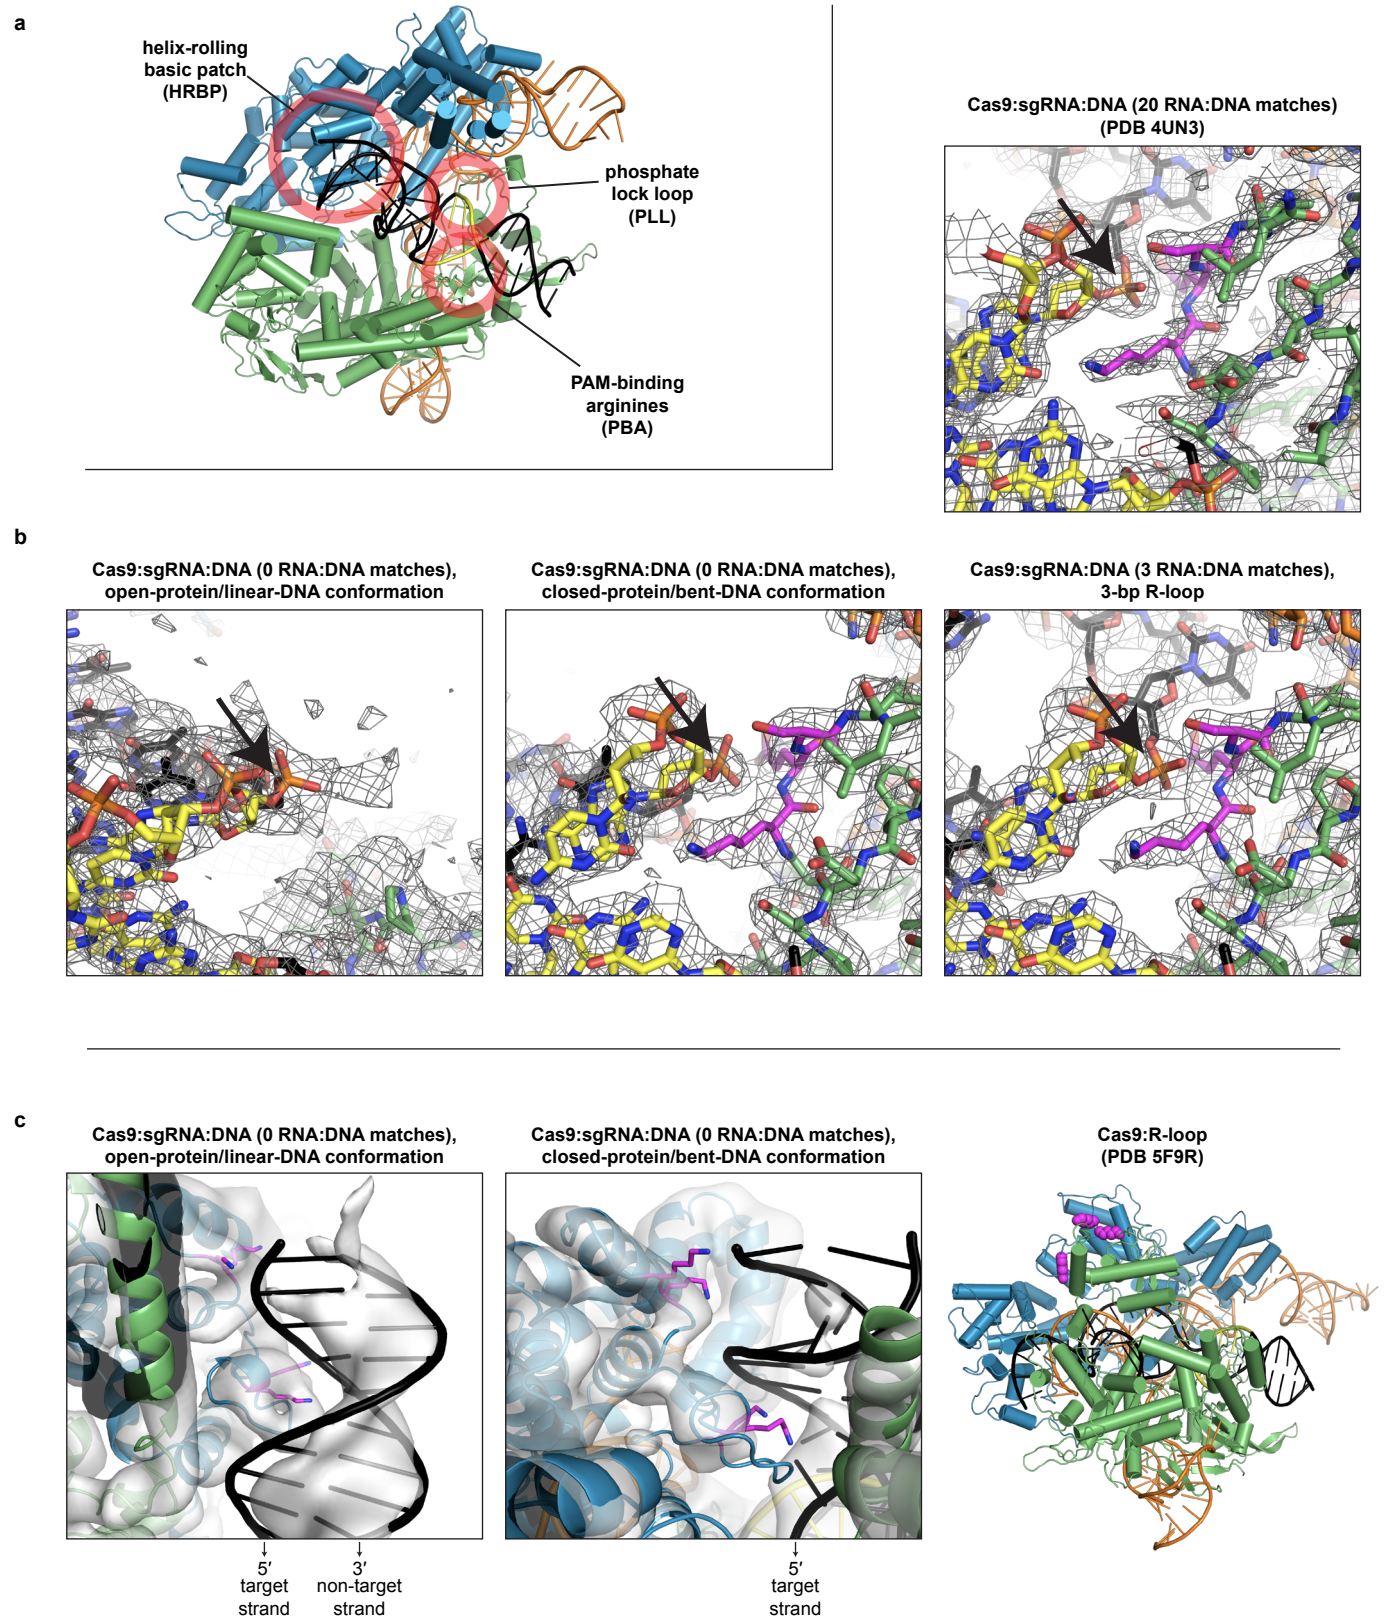 a
helix-rolling
basic patch
(HRBP)
phosphate
lock loop
(PLL)
PAM-binding
arginines
(PBA)
Cas9:sgRNA:DNA (20 RNA:DNA matches)
(PDB 4UN3)
b
Cas9:sgRNA:DNA (0 RNA:DNA matches),
open-protein/linear-DNA conformation
Cas9:sgRNA:DNA (0 RNA:DNA matches),
closed-protein/bent-DNA conformation
Cas9:sgRNA:DNA (3 RNA:DNA matches),
3-bp R-loop
c
Cas9:sgRNA:DNA (0 RNA:DNA matches),
open-protein/linear-DNA conformation
Cas9:sgRNA:DNA (0 RNA:DNA matches),
closed-protein/bent-DNA conformation
Cas9:R-loop
(PDB 5F9R)
5′
target
strand
3′
non-target
strand
5′
target
strand